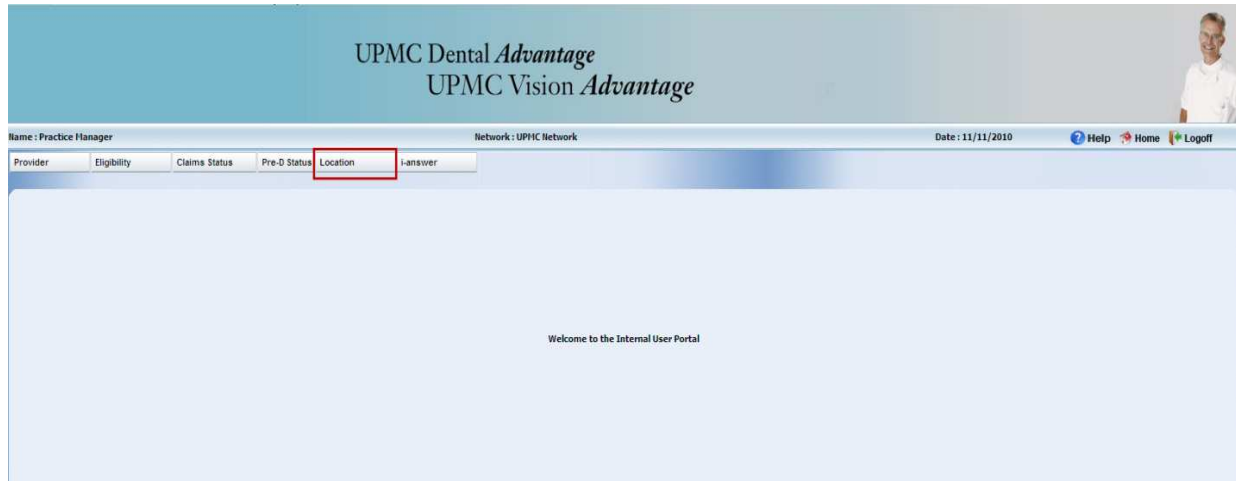 UPMC Dental Advantage
UPMC Vision Advantage
Name : Practice Manager Network : UPMC Network Date : 11/11/2010 Help Home Logoff
Provider Eligibility Claims Status Pre-D Status Location i-answer
Welcome to the Internal User Portal